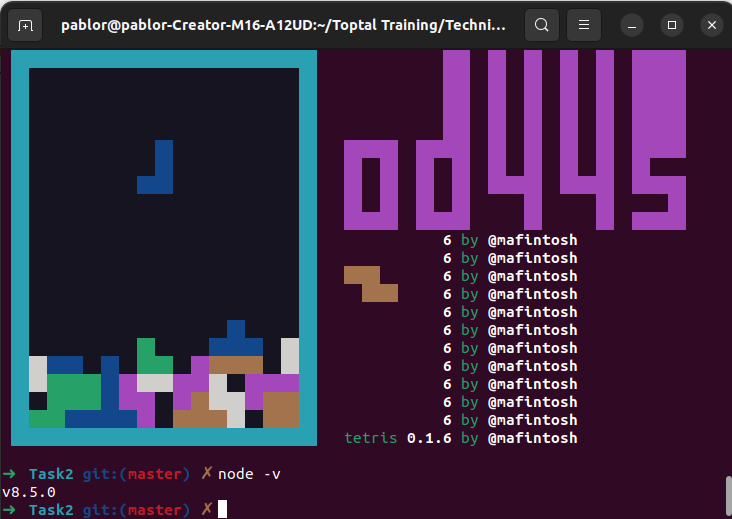 pablor@pablor-Creator-M16-A12UD:~/Toptal Training/Techni...
6 by @mafintosh
6 by @mafintosh
6 by @mafintosh
6 by @mafintosh
6 by @mafintosh
6 by @mafintosh
6 by @mafintosh
6 by @mafintosh
6 by @mafintosh
6 by @mafintosh
6 by @mafintosh
tetris 0.1.6 by @mafintosh
➜ Task2 git:(master) ✗ node -v
v8.5.0
➜ Task2 git:(master) ✗